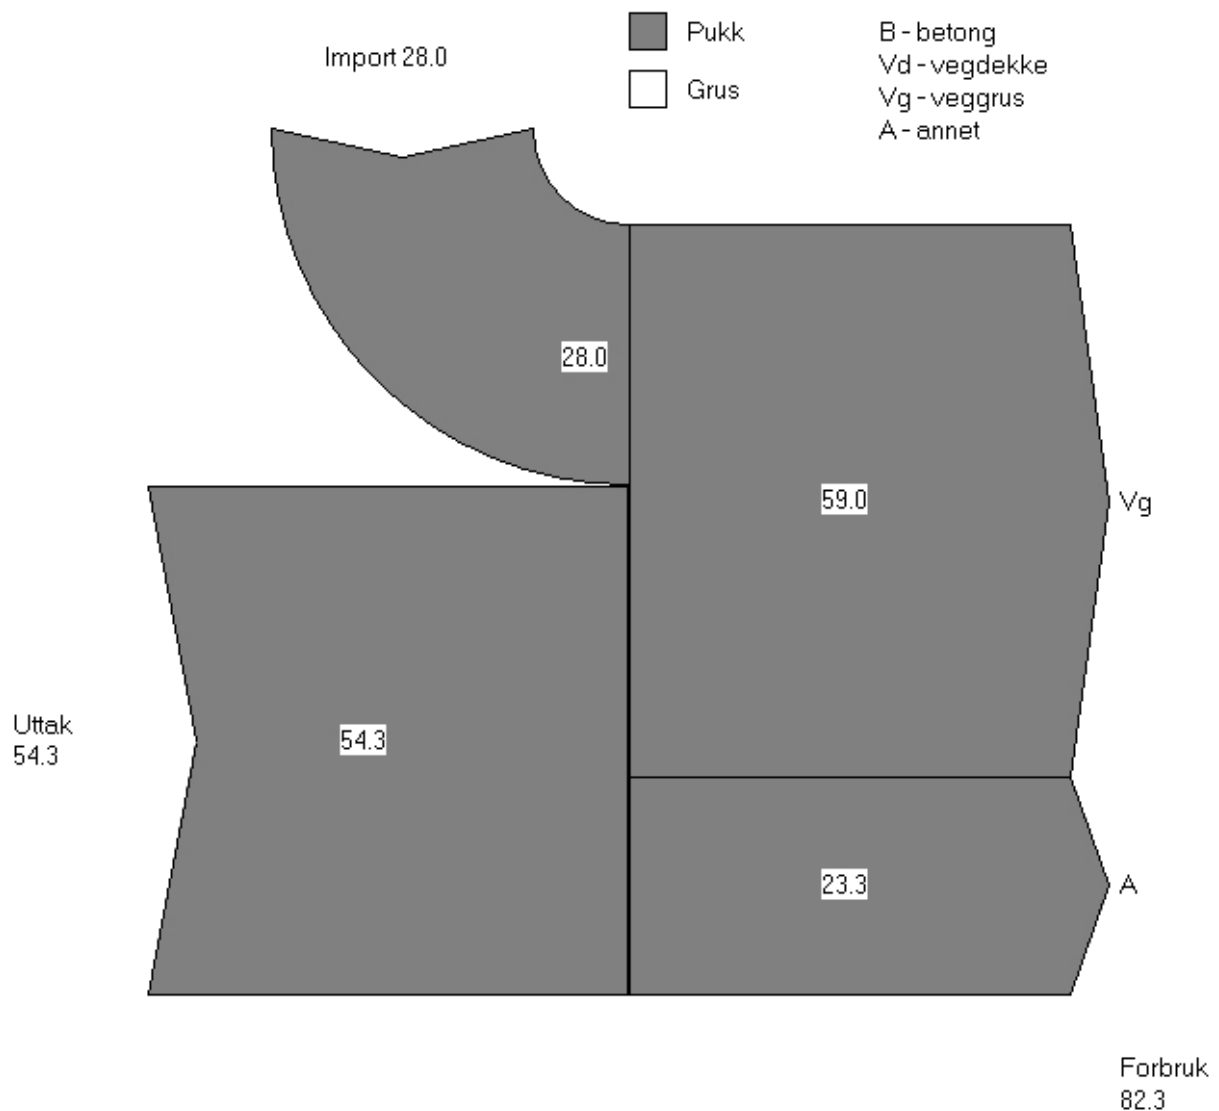 Import 28.0
Pukk
Grus
B - betong
Vd - vegdekke
Vg - veggrus
A - annet
28.0
59.0
Vg
Uttak
54.3
54.3
23.3
A
Forbruk
82.3